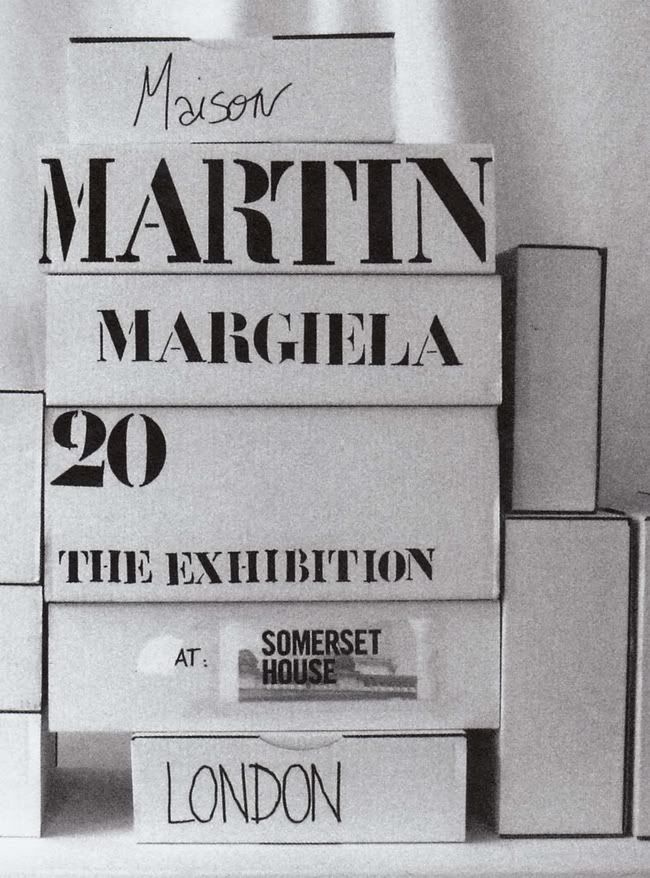 Maison
MARTIN
MARGIELA
20
THE EXHIBITION
AT:
SOMERSET
HOUSE
LONDON